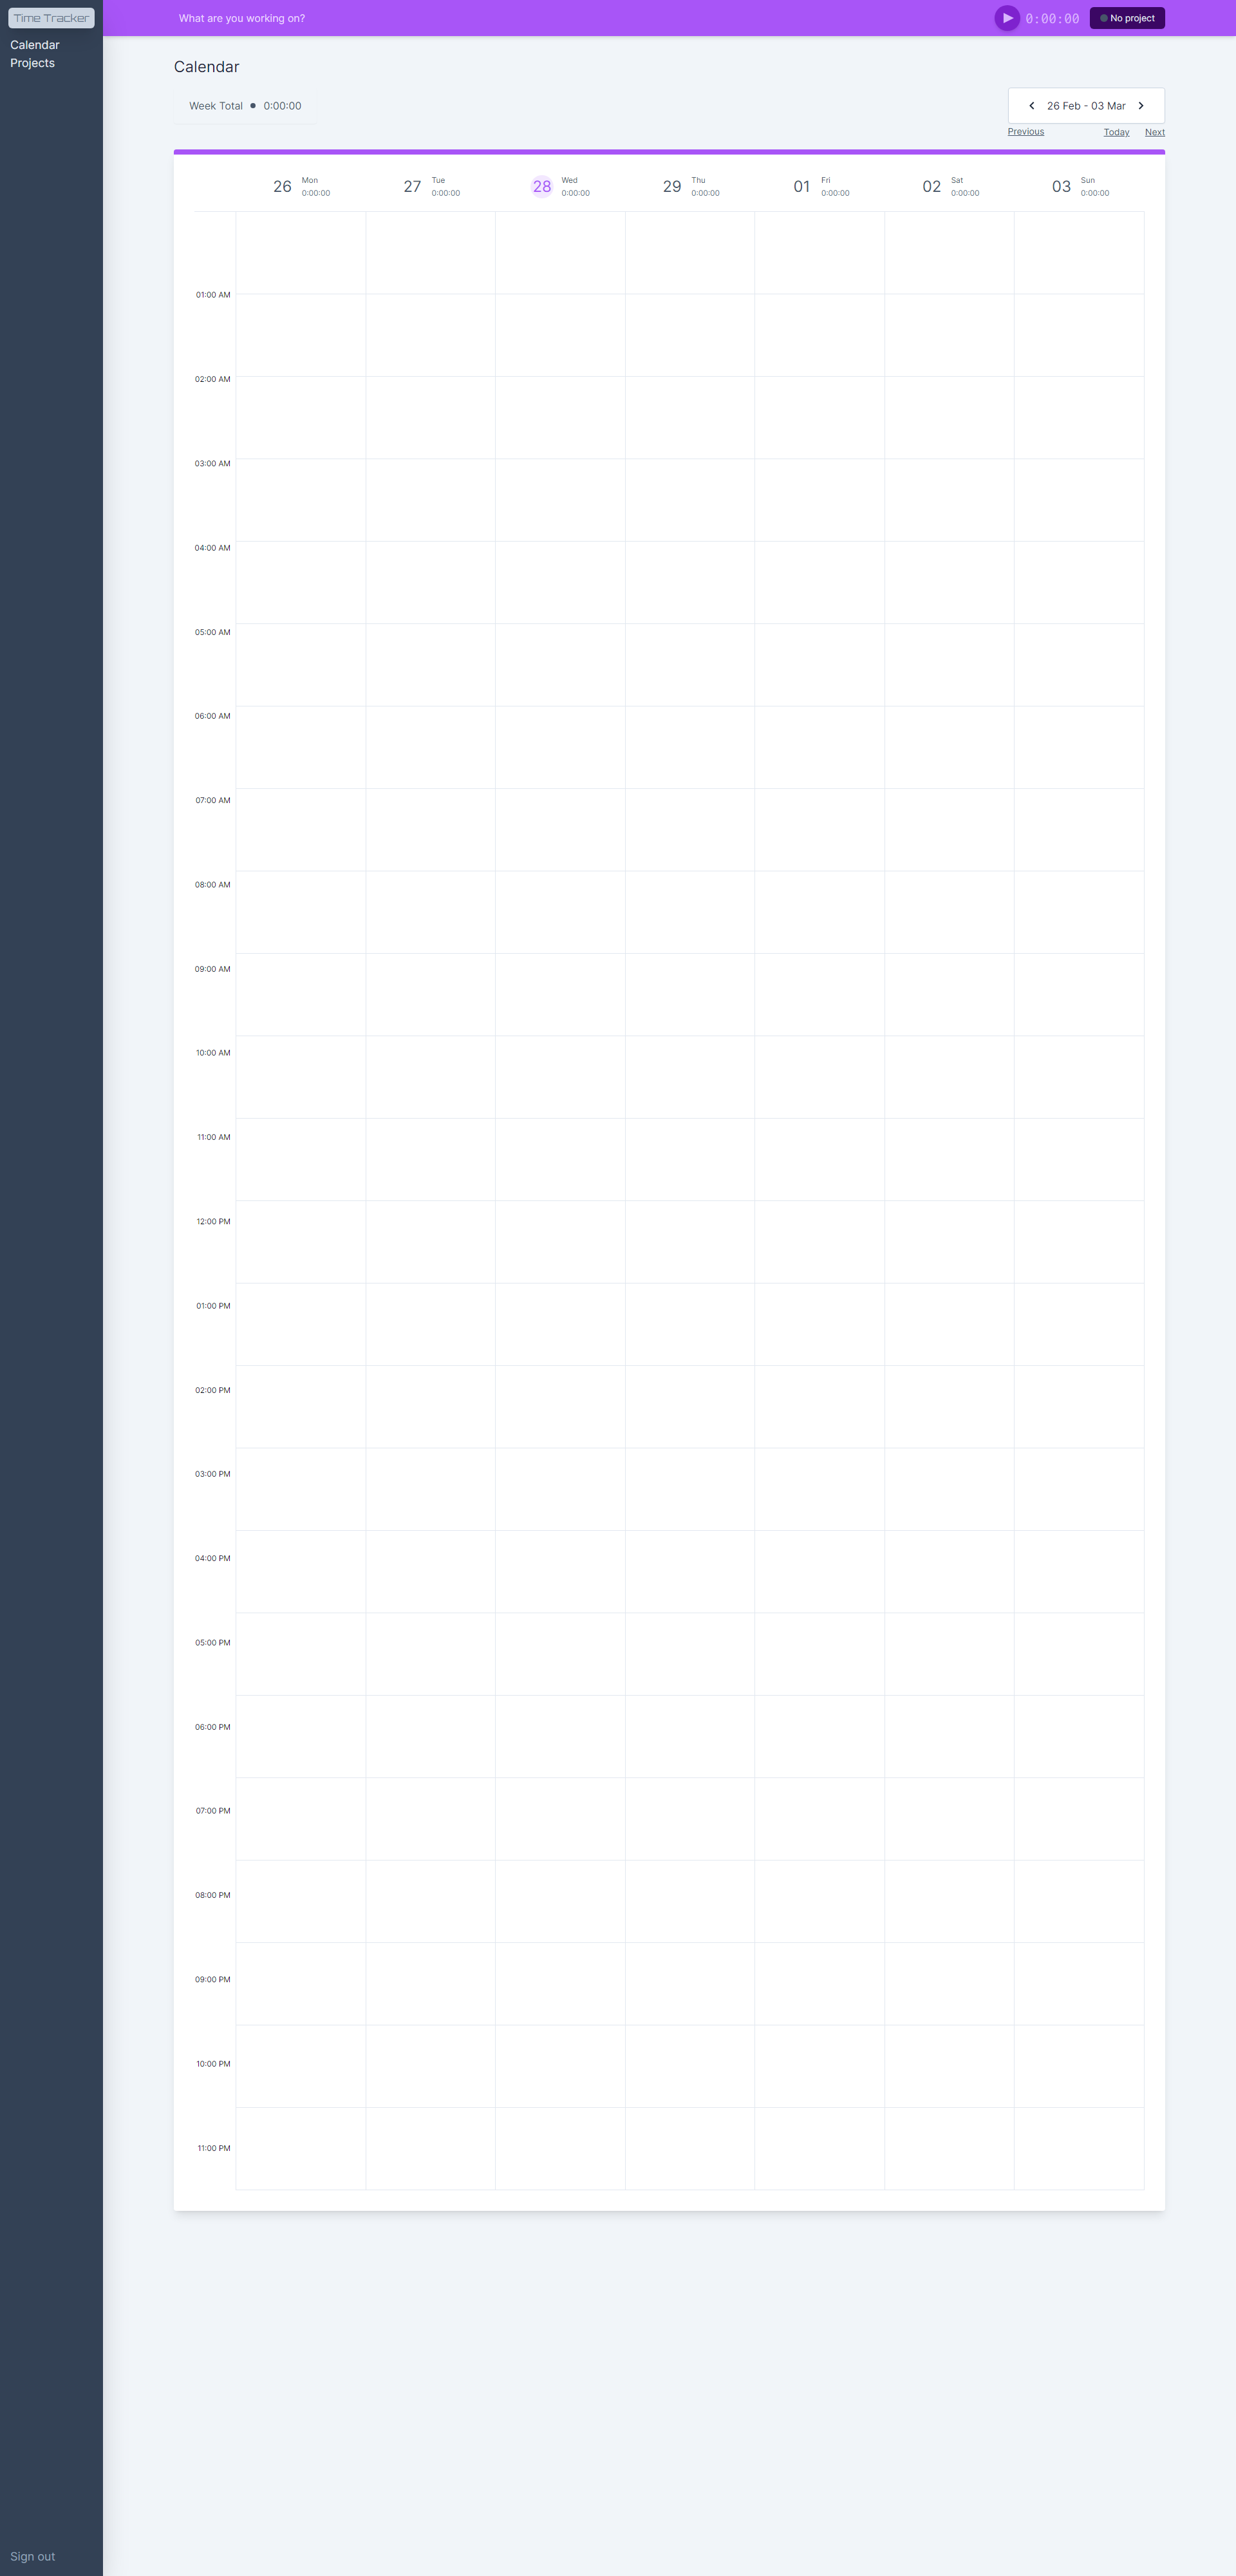 Time Tracker
Calendar
Projects
What are you working on?
0:00:00
No project
Calendar
Week Total
0:00:00
26 Feb - 03 Mar
Previous
Today
Next
26 Mon 0:00:00
27 Tue 0:00:00
28 Wed 0:00:00
29 Thu 0:00:00
01 Fri 0:00:00
02 Sat 0:00:00
03 Sun 0:00:00
01:00 AM
02:00 AM
03:00 AM
04:00 AM
05:00 AM
06:00 AM
07:00 AM
08:00 AM
09:00 AM
10:00 AM
11:00 AM
12:00 PM
01:00 PM
02:00 PM
03:00 PM
04:00 PM
05:00 PM
06:00 PM
07:00 PM
08:00 PM
09:00 PM
10:00 PM
11:00 PM
Sign out